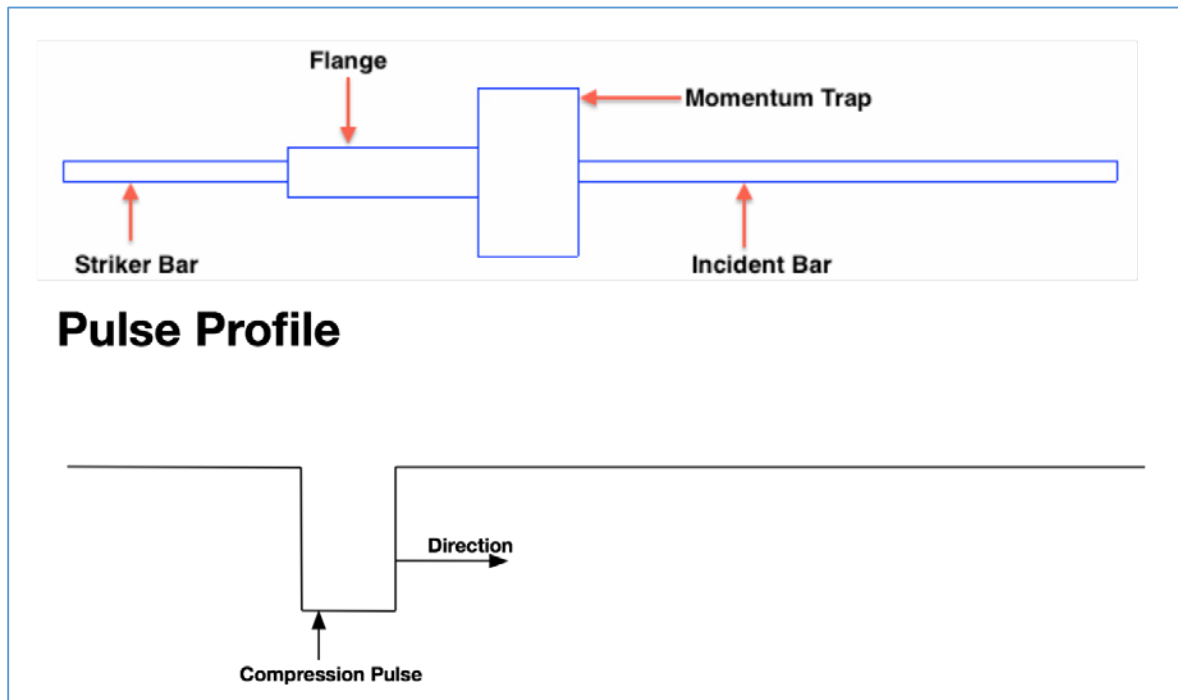 Flange
Momentum Trap
Striker Bar
Incident Bar
Pulse Profile
Direction
Compression Pulse